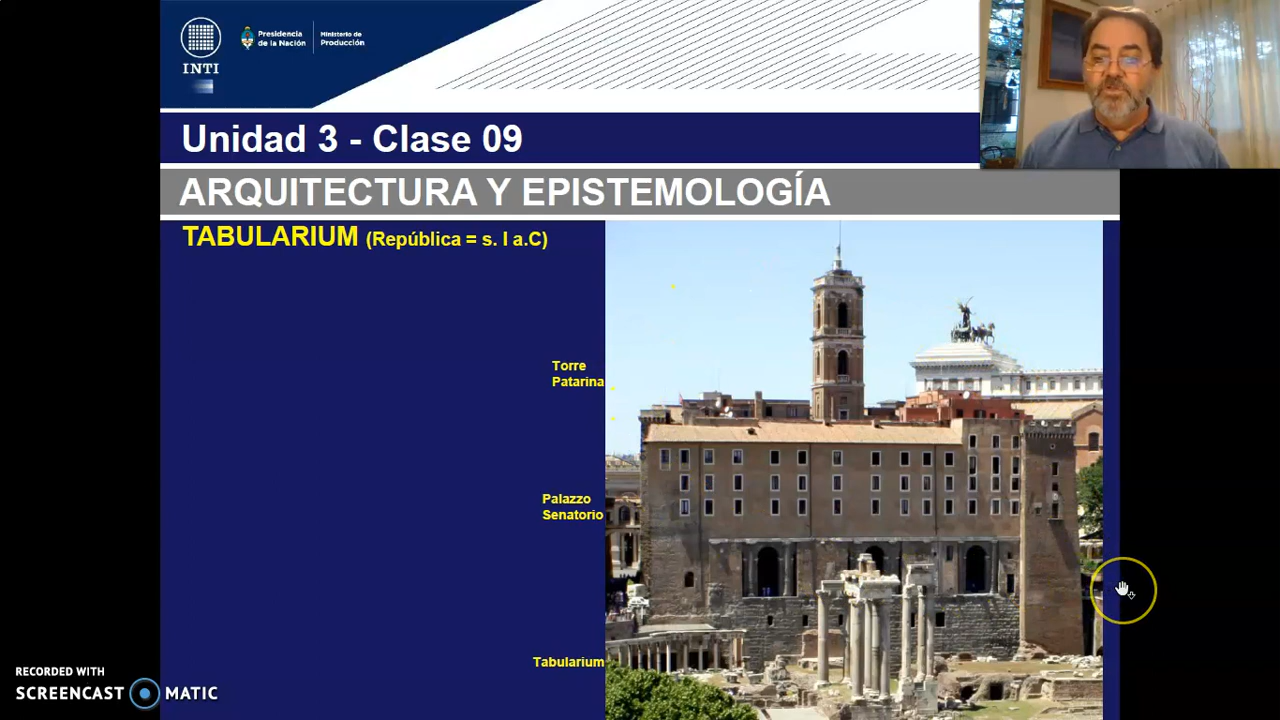 INTI
Presidencia
de la Nación
Ministerio de
Producción
Unidad 3 - Clase 09
ARQUITECTURA Y EPISTEMOLOGÍA
TABULARIUM (República = s. I a.C)
Torre
Patarina
Palazzo
Senatorio
Tabularium
RECORDED WITH
SCREENCAST MATIC